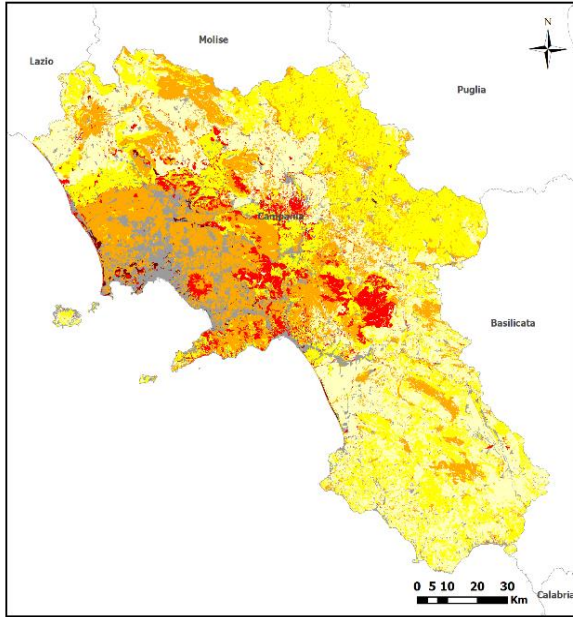 Molise
N
Lazio
Puglia
Campania
Basilicata
0 5 10 20 30
Km
Calabria